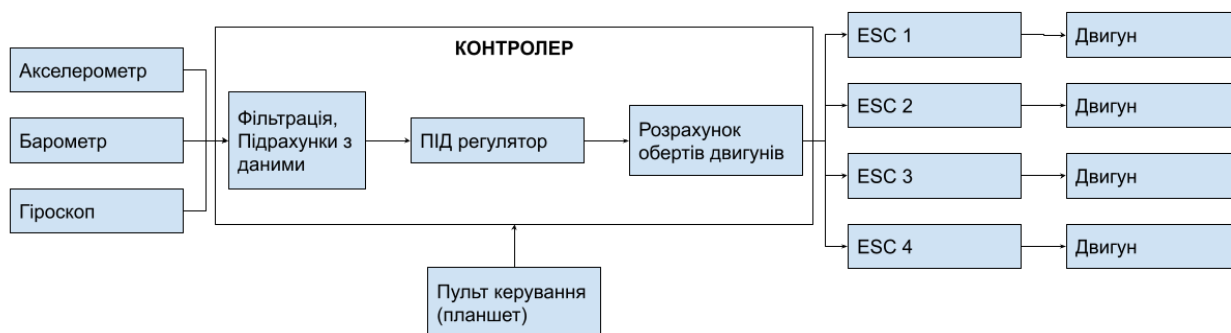 Акселерометр
Барометр
Гіроскоп
КОНТРОЛЕР
Фільтрація,
Підрахунки з
даними
ПІД регулятор
Розрахунок
обертів двигунів
Пульт керування
(планшет)
ESC 1
Двигун
ESC 2
Двигун
ESC 3
Двигун
ESC 4
Двигун